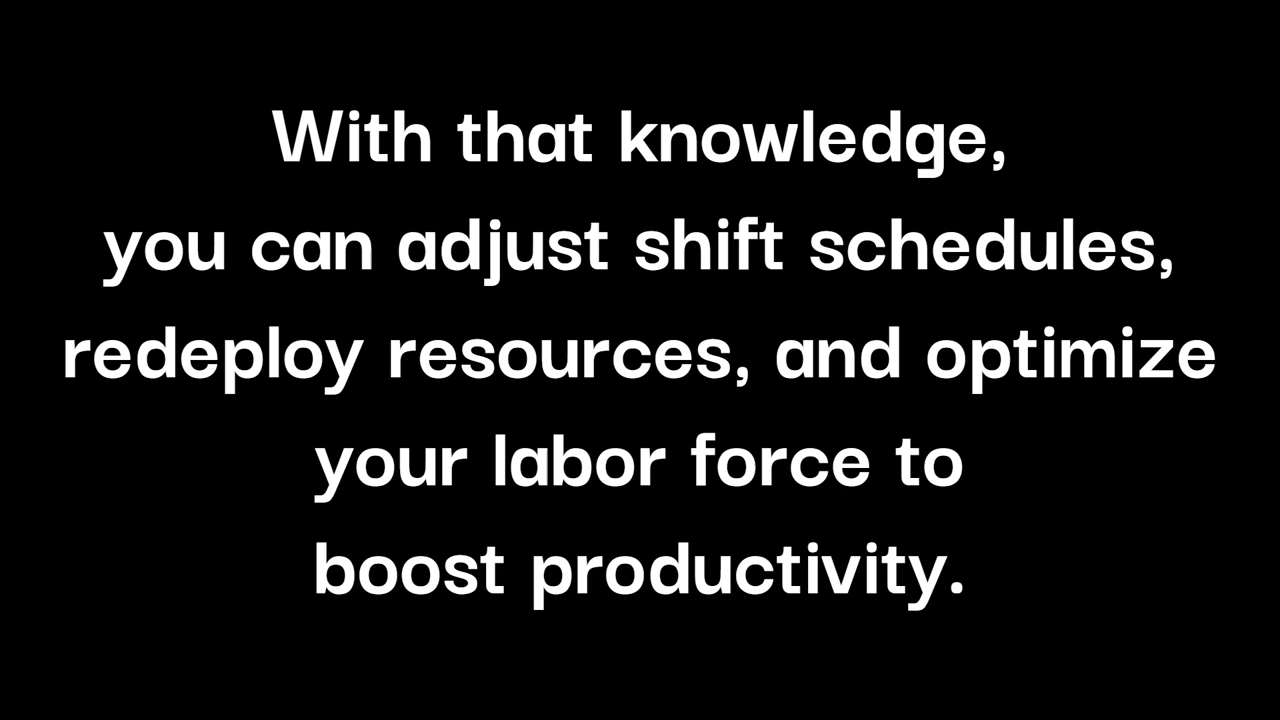 With that knowledge,
you can adjust shift schedules,
redeploy resources, and optimize
your labor force to
boost productivity.